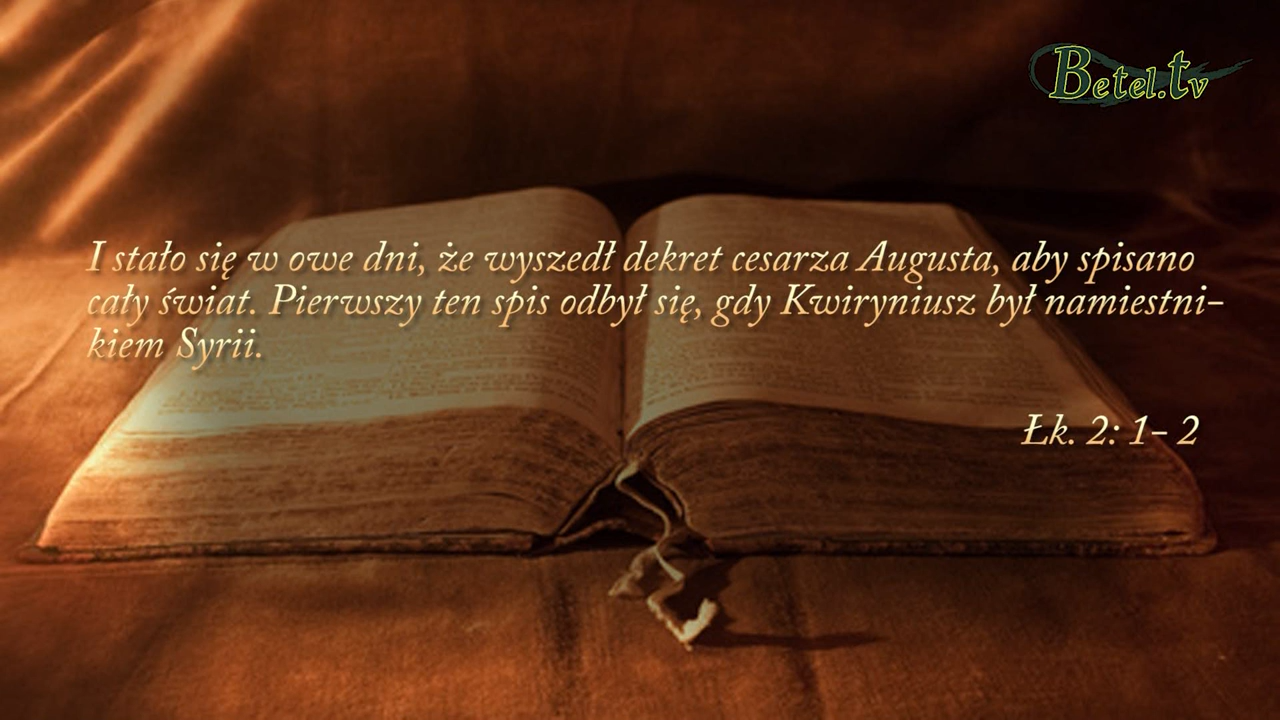 Betel.tv
I stało się w owe dni, że wyszedł dekret cesarza Augusta, aby spisano
cały świat. Pierwszy ten spis odbył się, gdy Kwiryniusz był namiestni-
kiem Syrii.
Łk. 2: 1- 2